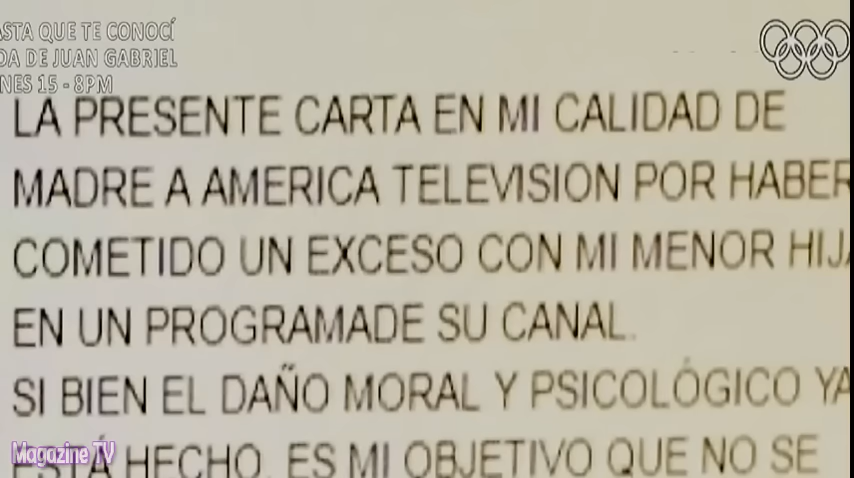 ASTA QUE TE CONOCÍ
DA DE JUAN GABRIEL
NES 15 - 8PM
LA PRESENTE CARTA EN MI CALIDAD DE
MADRE A AMERICA TELEVISION POR HABER
COMETIDO UN EXCESO CON MI MENOR HIJA
EN UN PROGRAMADE SU CANAL.
SI BIEN EL DAÑO MORAL Y PSICOLÓGICO YA
Magazine TV
ESTÁ HECHO, ES MI OBJETIVO QUE NO SE